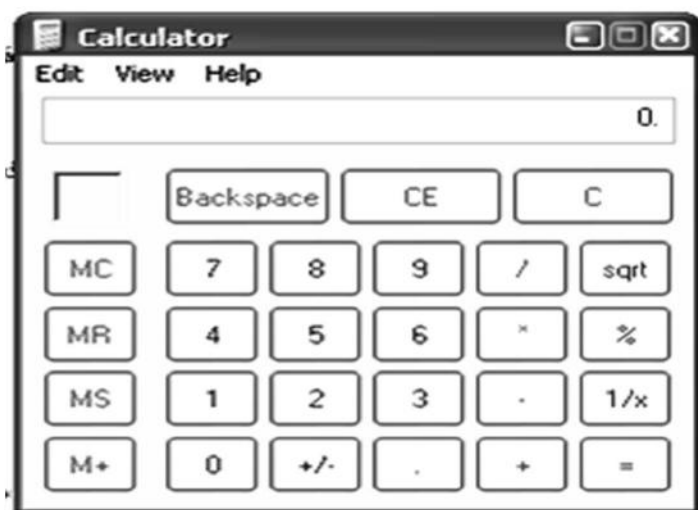 Calculator
Edit View Help
0.
Backspace CE C
MC 7 8 9 / sqrt
MR 4 5 6 * %
MS 1 2 3 - 1/x
M+ 0 +/- . + =